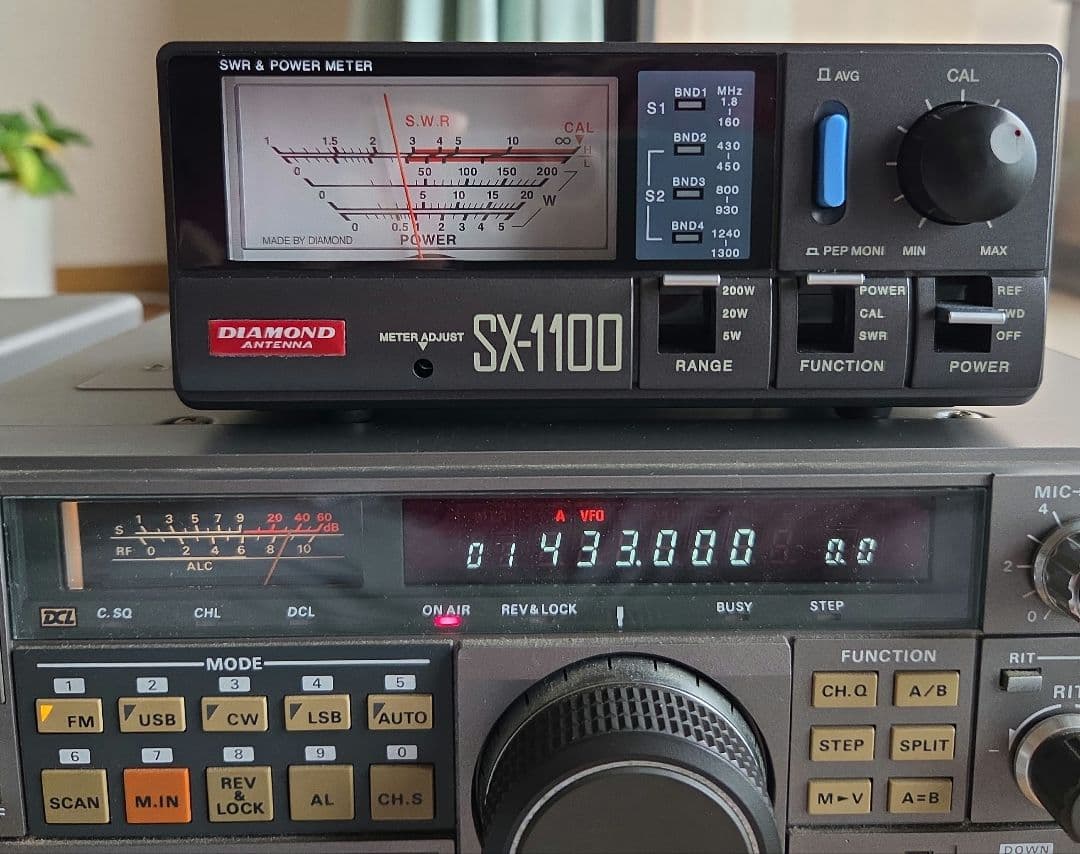 SWR & POWER METER
S.W.R
1 1.5 2 3 4 5 10 ∞ CAL
H
L
0 50 100 150 200
0 5 10 15 20 W
0 0.5 1 2 3 4 5
MADE BY DIAMOND POWER
BND1 MHz
S1 1.8
160
BND2 430
450
S2 BND3 800
930
BND4 1240
1300
AVG CAL
PEP MONI MIN MAX
DIAMOND
ANTENNA
METER ADJUST
SX-1100
200W
20W
5W
RANGE
POWER
CAL
SWR
FUNCTION
REF
WD
OFF
POWER
S 1 3 5 7 9 20 40 60 dB
RF 0 2 4 6 8 10
ALC
A VFO
01 433.000 0.0
DCL C.SQ CHL DCL ON AIR REV&LOCK BUSY STEP
MIC
4
2
0
MODE
1 2 3 4 5
FM USB CW LSB AUTO
6 7 8 9 0
SCAN M.IN REV & LOCK AL CH.S
FUNCTION
CH.Q A/B
STEP SPLIT
M►V A=B
RIT
RIT
DOWN